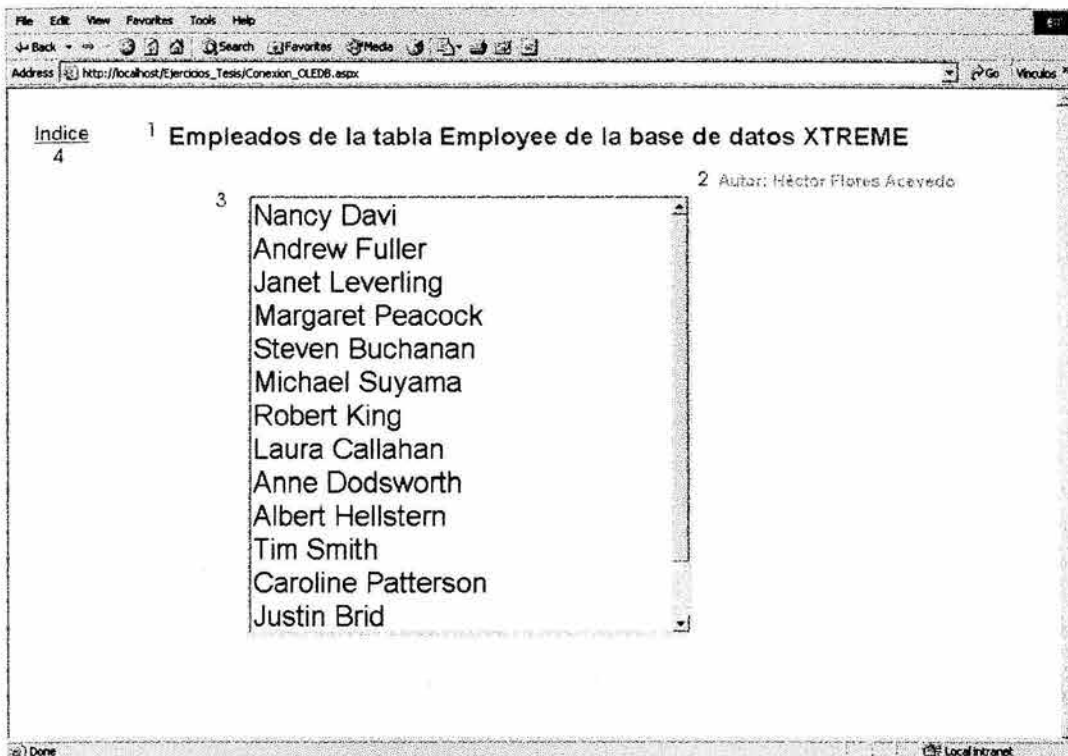 File Edit View Favorites Tools Help
Back Search Favorites Media
Address http://localhost/Ejercicios_Tesis/Conexion_OLEDB.aspx Go Vínculos »
Indice
4
1 Empleados de la tabla Employee de la base de datos XTREME
2 Autor: Héctor Flores Acevedo
3
Nancy Davi
Andrew Fuller
Janet Leverling
Margaret Peacock
Steven Buchanan
Michael Suyama
Robert King
Laura Callahan
Anne Dodsworth
Albert Hellstern
Tim Smith
Caroline Patterson
Justin Brid
Done Local intranet